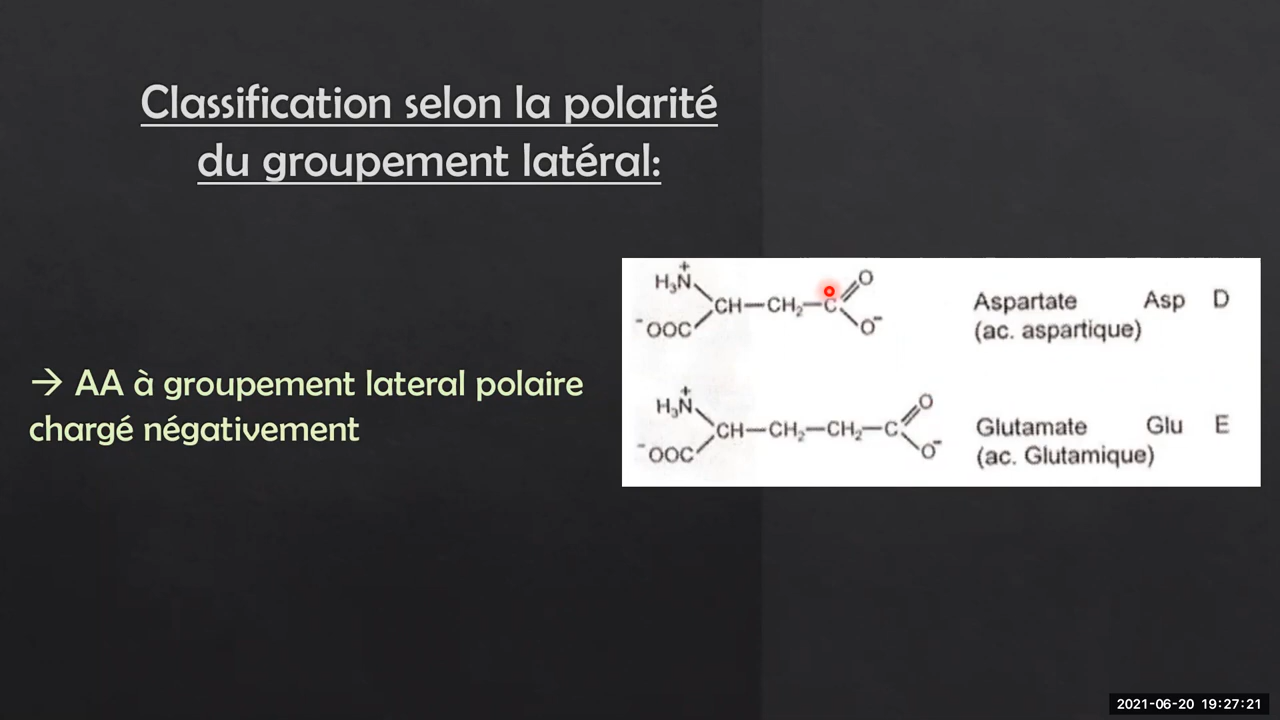 Classification selon la polarité
du groupement latéral:
→ AA à groupement lateral polaire
chargé négativement
H₃N⁺
CH—CH₂—C
O
⁻OOC
O⁻
Aspartate Asp D
(ac. aspartique)
H₃N⁺
CH—CH₂—CH₂—C
O
⁻OOC
O⁻
Glutamate Glu E
(ac. Glutamique)
2021-06-20 19:27:21